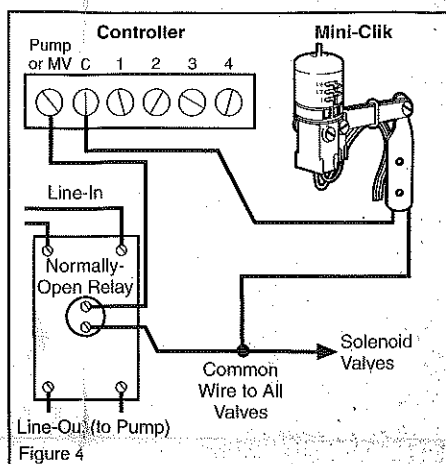 Controller
Mini-Clik
Pump
or MV C 1 2 3 4
Line-In
Normally-
Open Relay
Solenoid
Valves
Common
Wire to All
Valves
Line-Ou (to Pump)
Figure 4